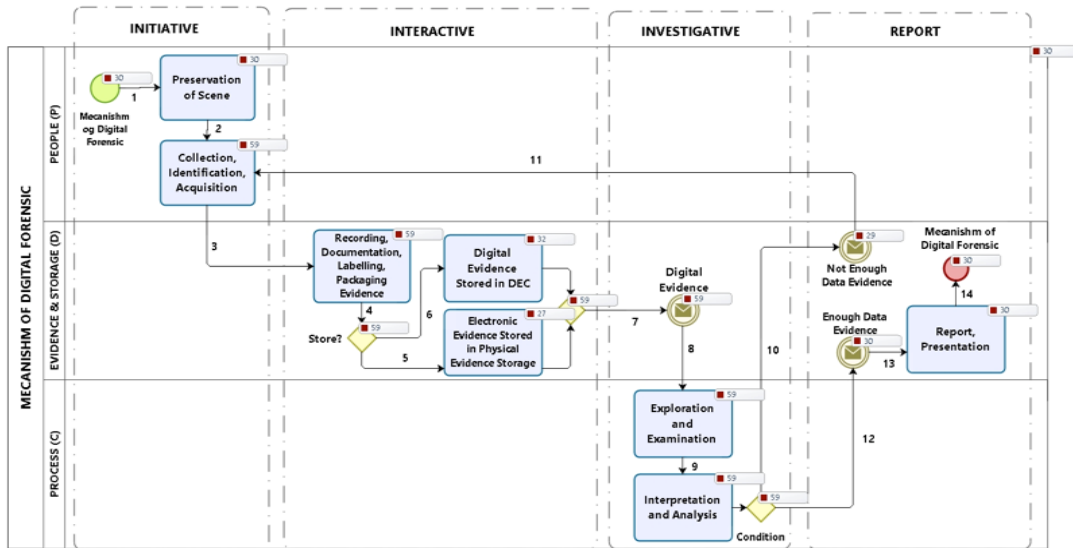 INITIATIVE
INTERACTIVE
INVESTIGATIVE
REPORT
MECANISHM OF DIGITAL FORENSIC
PEOPLE (P)
30
Mecanishm
og Digital
Forensic
1
30
Preservation
of Scene
2
59
Collection,
Identification,
Acquisition
11
30
3
EVIDENCE & STORAGE (D)
59
Recording,
Documentation,
Labelling,
Packaging
Evidence
4
Store?
59
6
5
32
Digital
Evidence
Stored in DEC
27
Electronic
Evidence Stored
in Physical
Evidence Storage
59
7
Digital
Evidence
59
8
10
29
Not Enough
Data Evidence
Mecanishm of
Digital Forensic
30
14
Enough Data
Evidence
30
13
30
Report,
Presentation
PROCESS (C)
59
Exploration
and
Examination
9
59
Interpretation
and Analysis
59
Condition
12